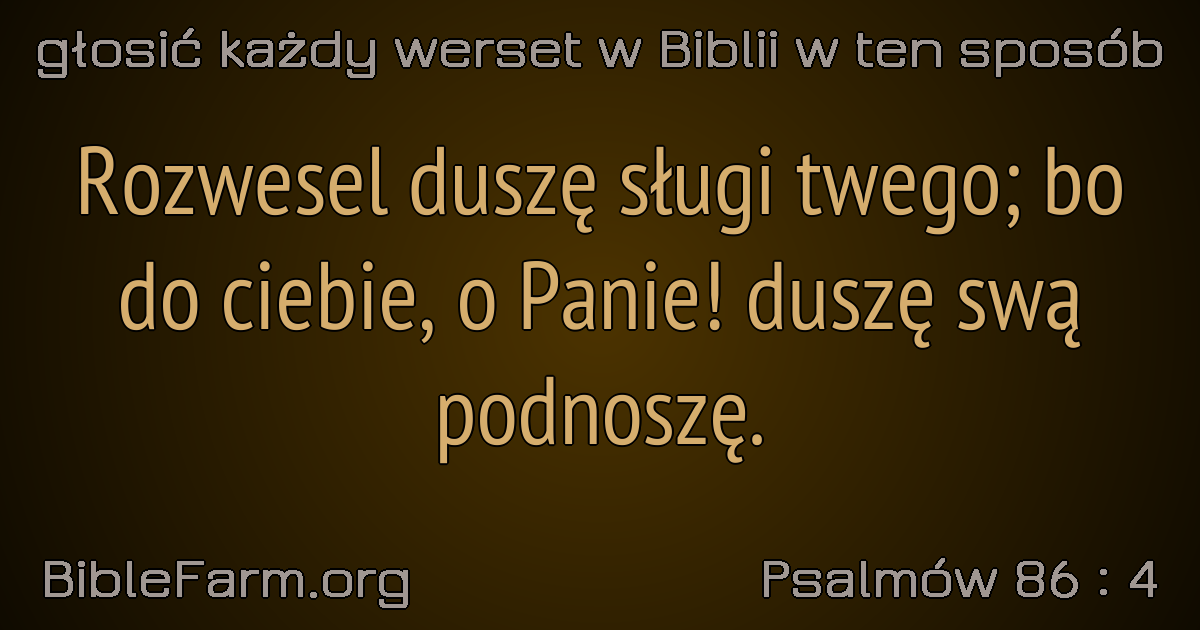 głosić każdy werset w Biblii w ten sposób
Rozwesel duszę sługi twego; bo
do ciebie, o Panie! duszę swą
podnoszę.
BibleFarm.org
Psalmów 86 : 4